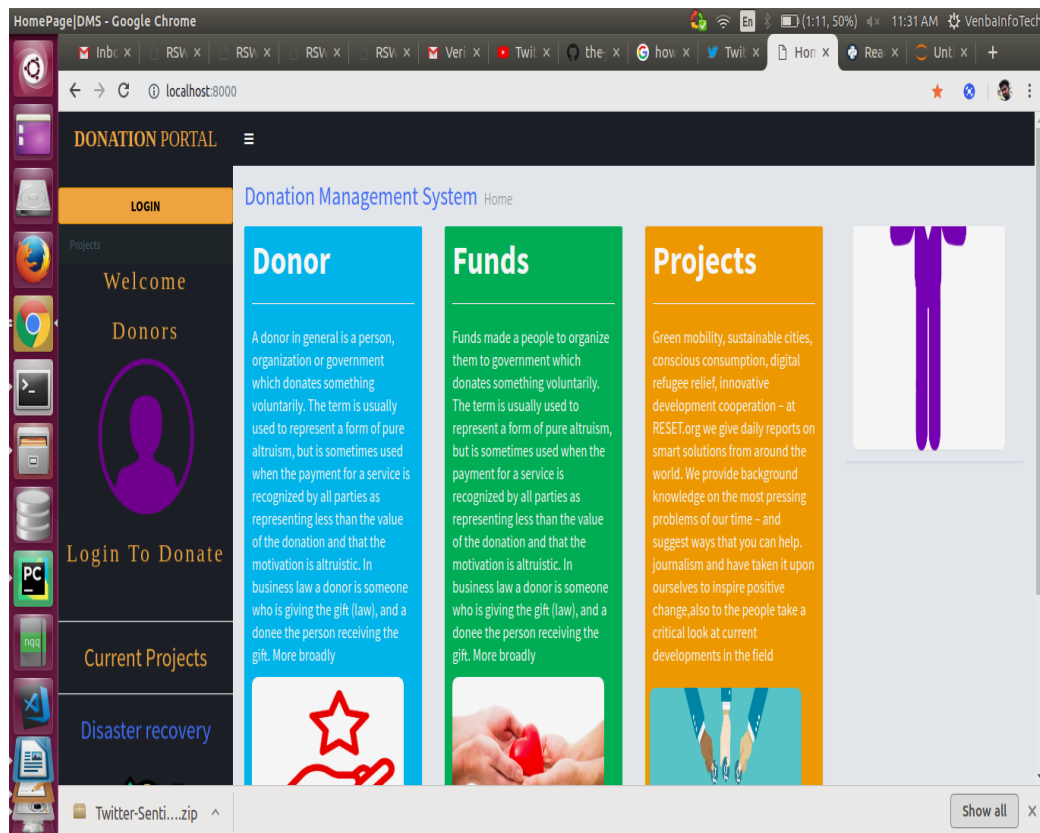 HomePage|DMS - Google Chrome
En
(1:11, 50%)
11:31 AM
VenbaInfoTech
Inbc
RSW
RSW
RSW
RSW
Veri
Twit
the-
how
Twit
Hon
Rea
Unt
localhost:8000
DONATION PORTAL
LOGIN
Projects
Welcome
Donors
Login To Donate
Current Projects
Disaster recovery
Donation Management System Home
Donor
A donor in general is a person,
organization or government
which donates something
voluntarily. The term is usually
used to represent a form of pure
altruism, but is sometimes used
when the payment for a service is
recognized by all parties as
representing less than the value
of the donation and that the
motivation is altruistic. In
business law a donor is someone
who is giving the gift (law), and a
donee the person receiving the
gift. More broadly
Funds
Funds made a people to organize
them to government which
donates something voluntarily.
The term is usually used to
represent a form of pure altruism,
but is sometimes used when the
payment for a service is
recognized by all parties as
representing less than the value
of the donation and that the
motivation is altruistic. In
business law a donor is someone
who is giving the gift (law), and a
donee the person receiving the
gift. More broadly
Projects
Green mobility, sustainable cities,
conscious consumption, digital
refugee relief, innovative
development cooperation – at
RESET.org we give daily reports on
smart solutions from around the
world. We provide background
knowledge on the most pressing
problems of our time – and
suggest ways that you can help.
journalism and have taken it upon
ourselves to inspire positive
change,also to the people take a
critical look at current
developments in the field
PC
nqq
Twitter-Senti....zip
Show all